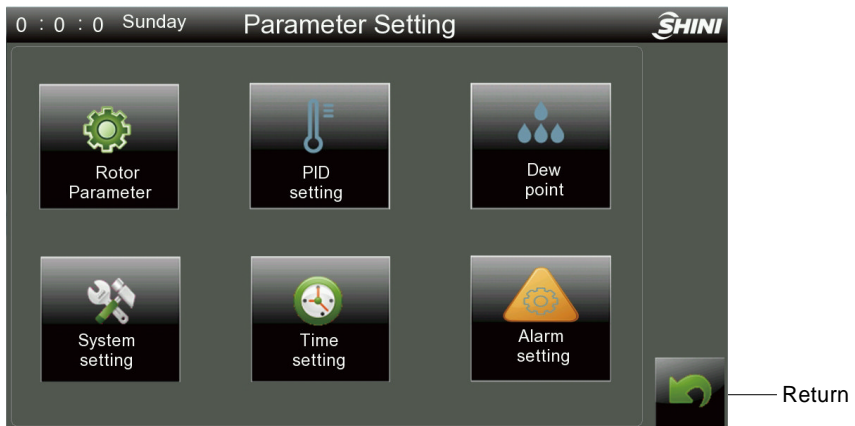 0 : 0 : 0 Sunday Parameter Setting SHINI
Rotor
Parameter
PID
setting
Dew
point
System
setting
Time
setting
Alarm
setting
Return